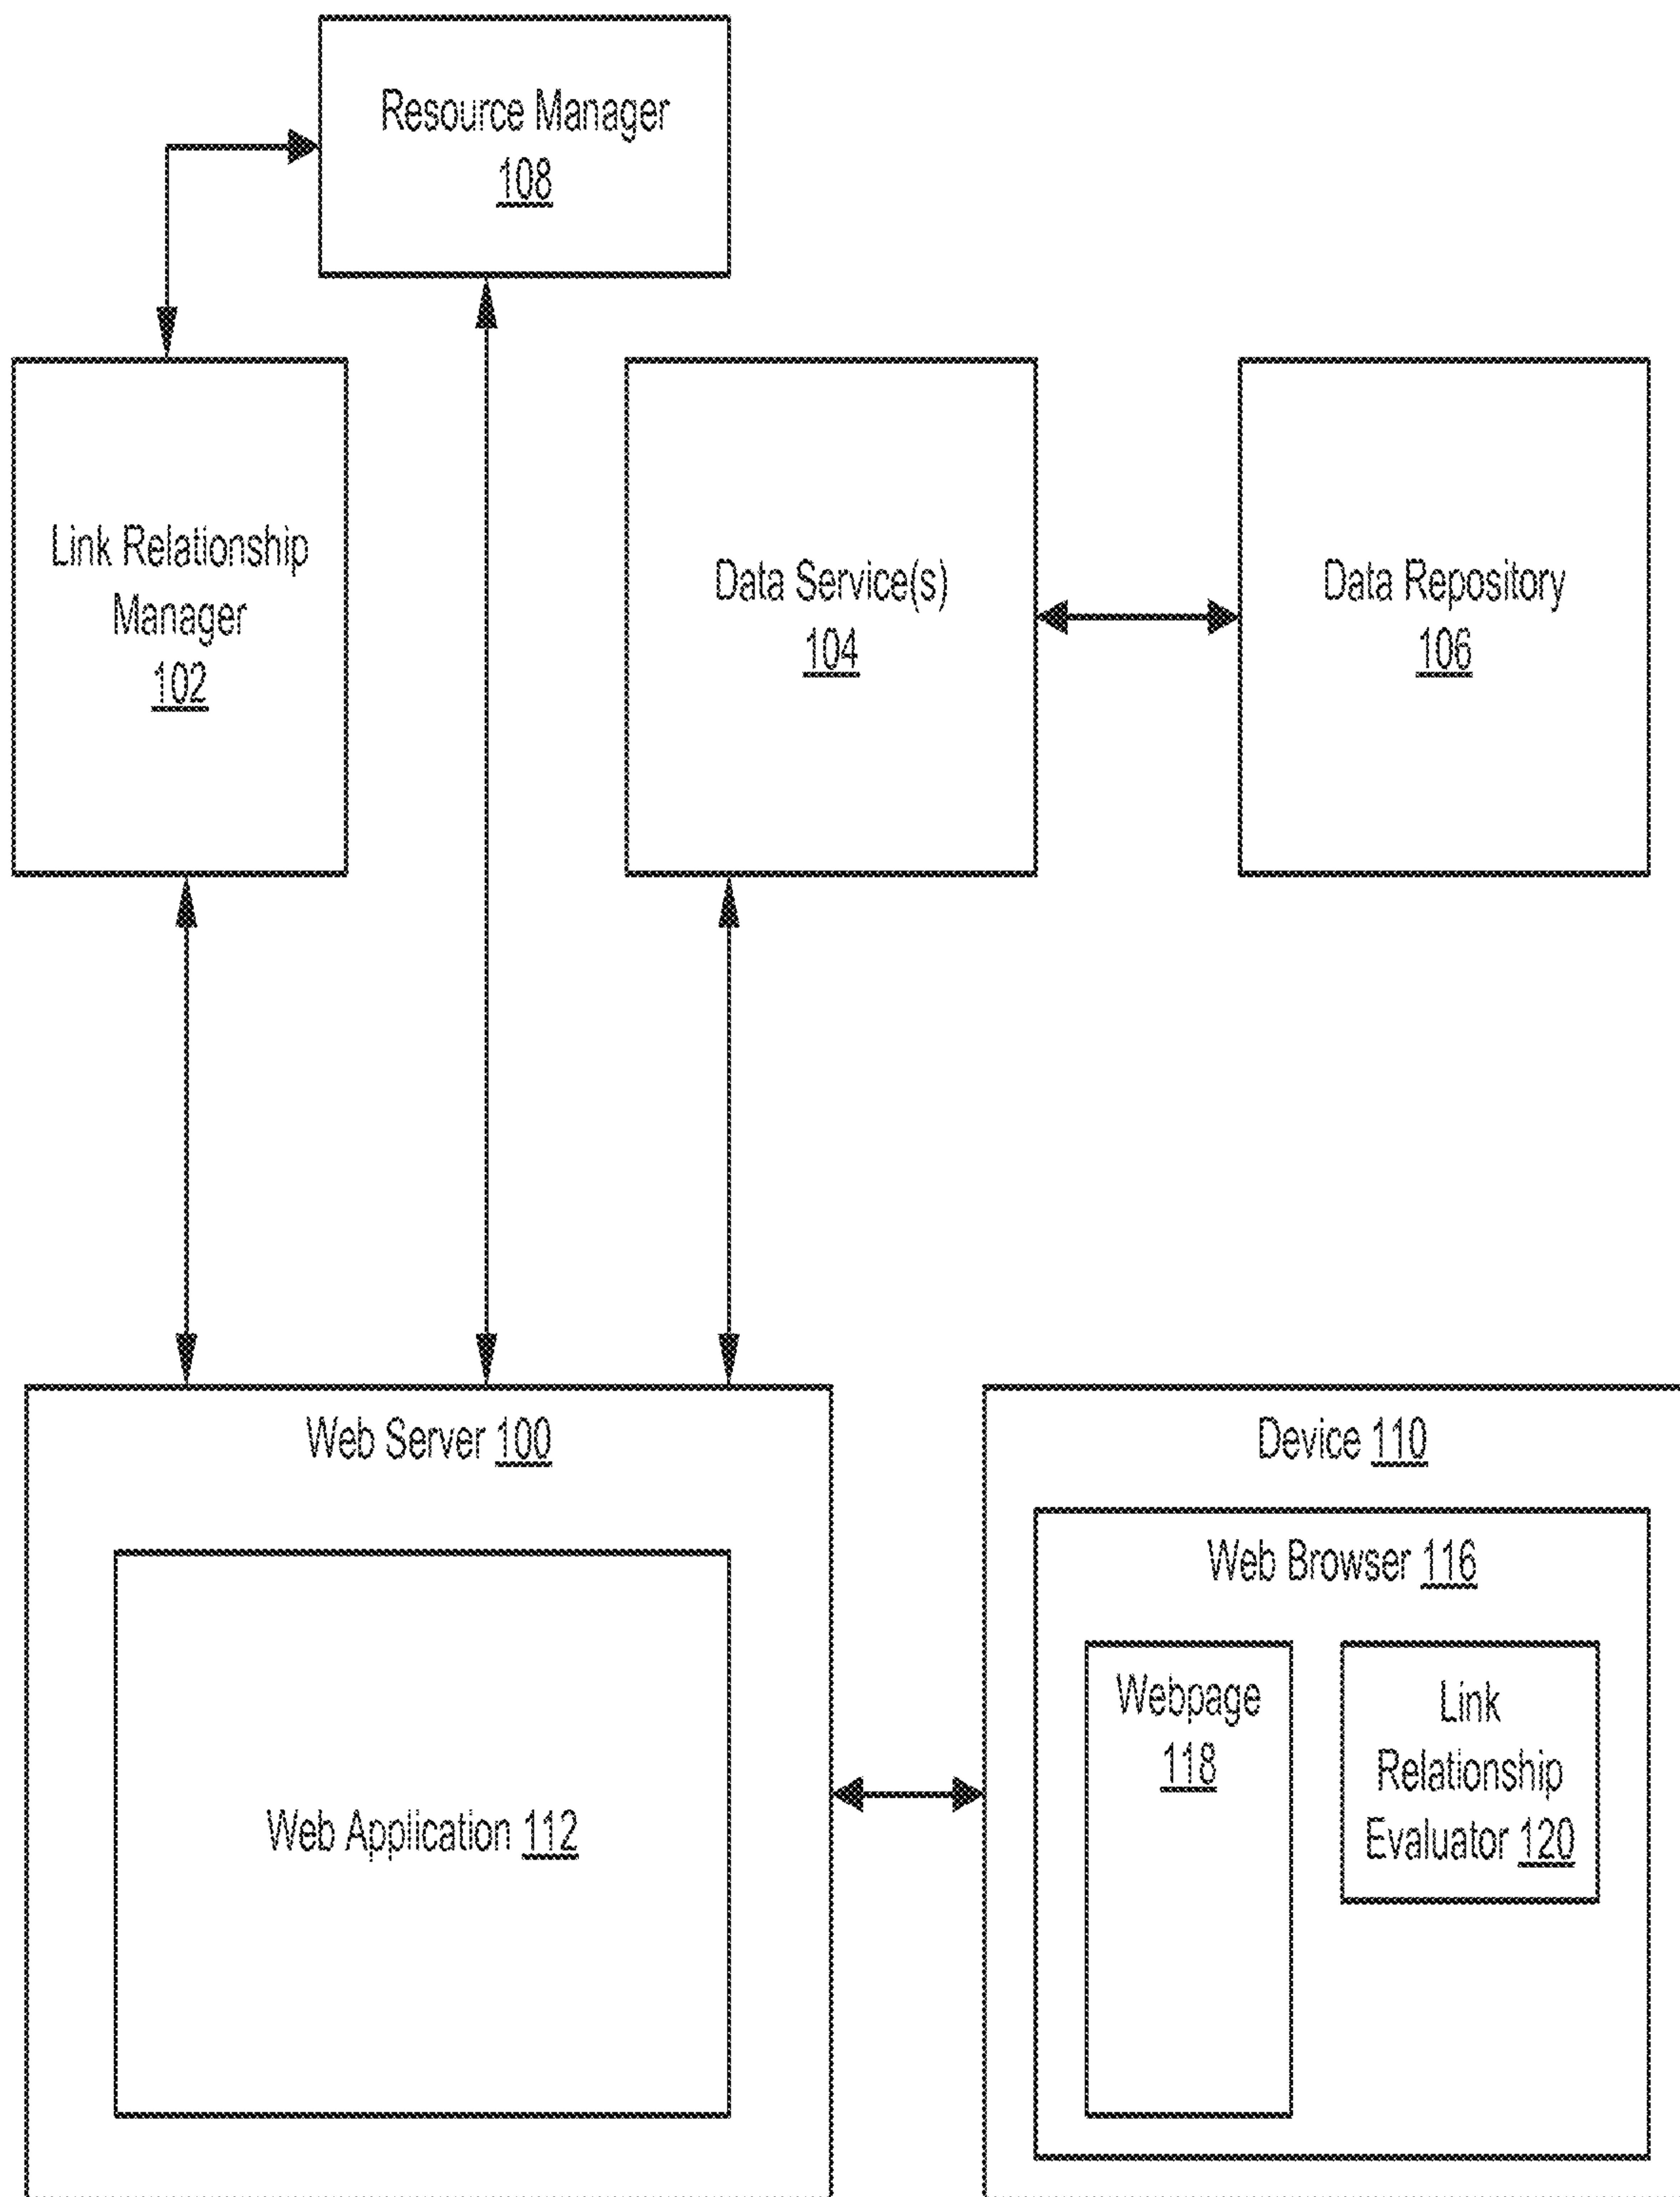 Resource Manager
108
Link Relationship
Manager
102
Data Service(s)
104
Data Repository
106
Web Server 100
Web Application 112
Device 110
Web Browser 116
Webpage
118
Link
Relationship
Evaluator 120